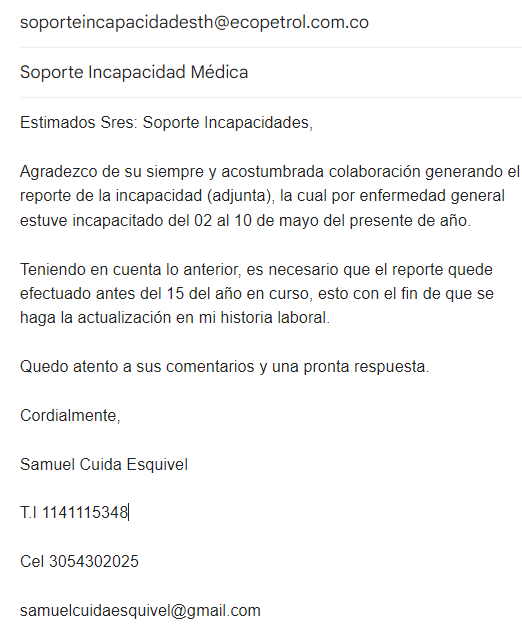 soporteincapacidadesth@ecopetrol.com.co
Soporte Incapacidad Médica
Estimados Sres: Soporte Incapacidades,
Agradezco de su siempre y acostumbrada colaboración generando el
reporte de la incapacidad (adjunta), la cual por enfermedad general
estuve incapacitado del 02 al 10 de mayo del presente de año.
Teniendo en cuenta lo anterior, es necesario que el reporte quede
efectuado antes del 15 del año en curso, esto con el fin de que se
haga la actualización en mi historia laboral.
Quedo atento a sus comentarios y una pronta respuesta.
Cordialmente,
Samuel Cuida Esquivel
T.I 1141115348
Cel 3054302025
samuelcuidaesquivel@gmail.com